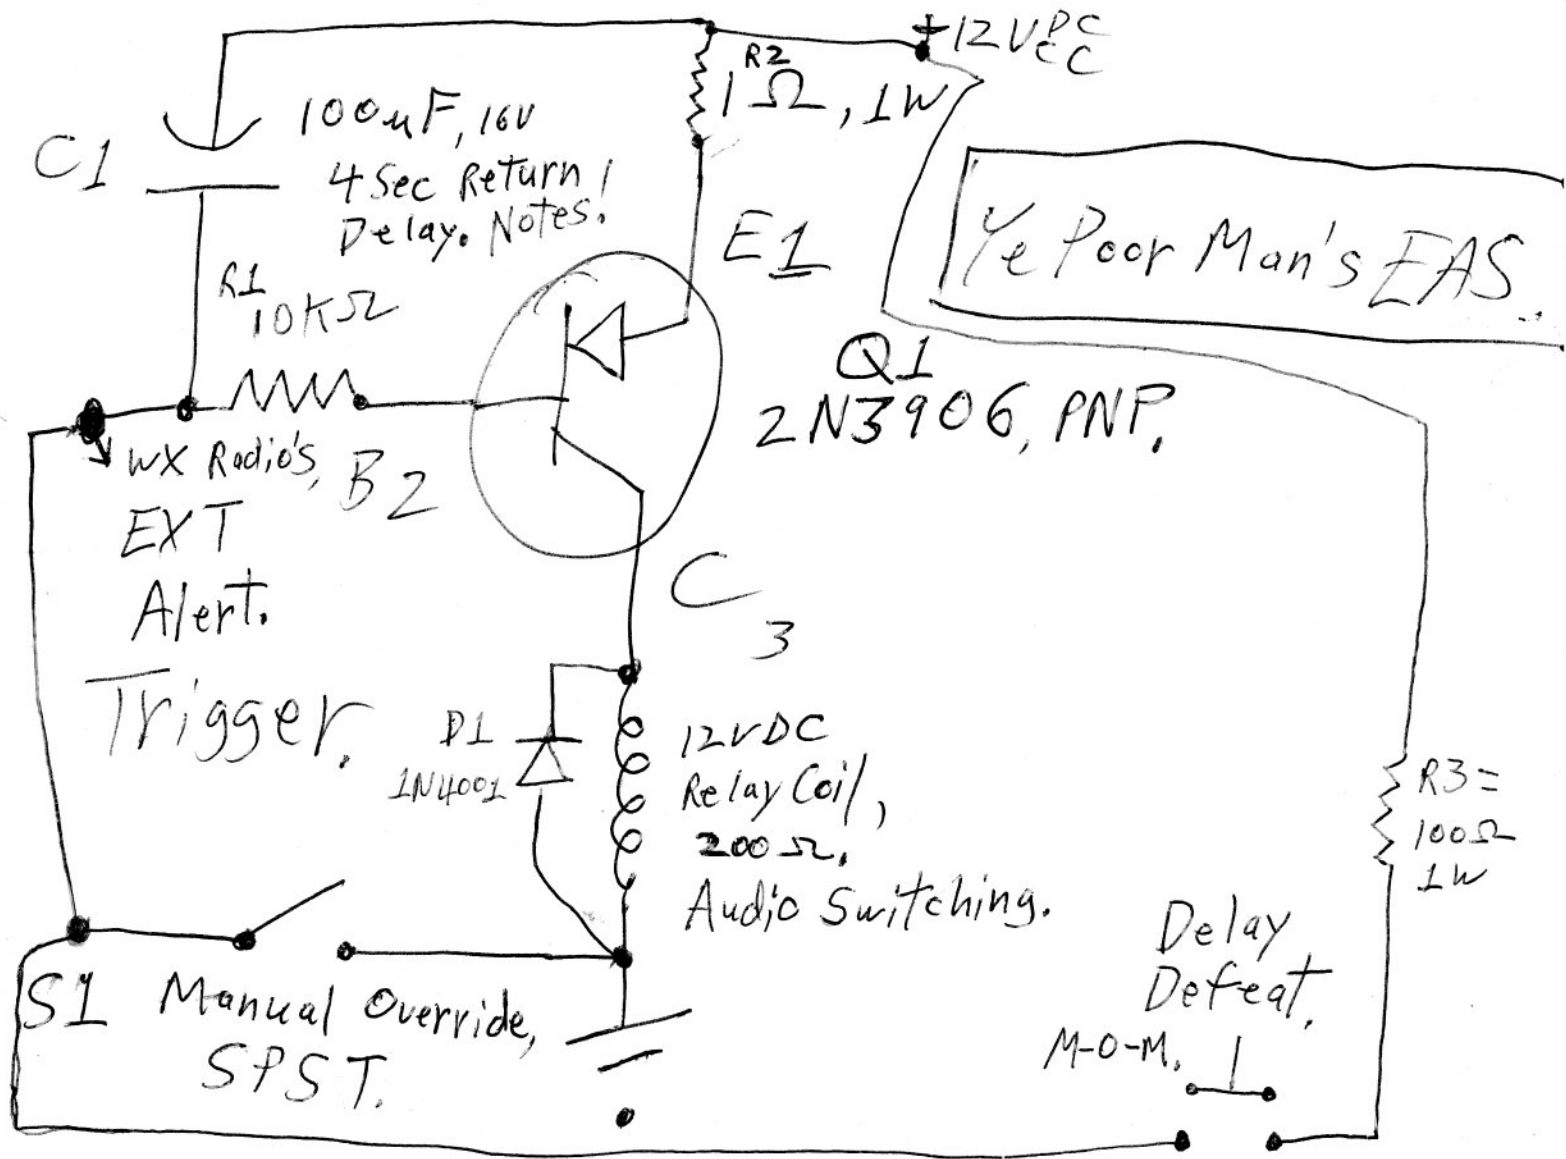 +12VDC
CC
R2
1Ω, 1W
100uF, 16V
4 Sec Return
Delay. Notes!
C1
E1
Ye Poor Man's EAS...
R1
10KΩ
Q1
2N3906, PNP.
WX Radio's,
EXT
Alert.
Trigger.
B2
C
3
D1
1N4001
12VDC
Relay Coil,
200Ω.
Audio Switching.
R3=
100Ω
1W
S1 Manual Override,
SPST.
Delay
Defeat.
M-O-M.